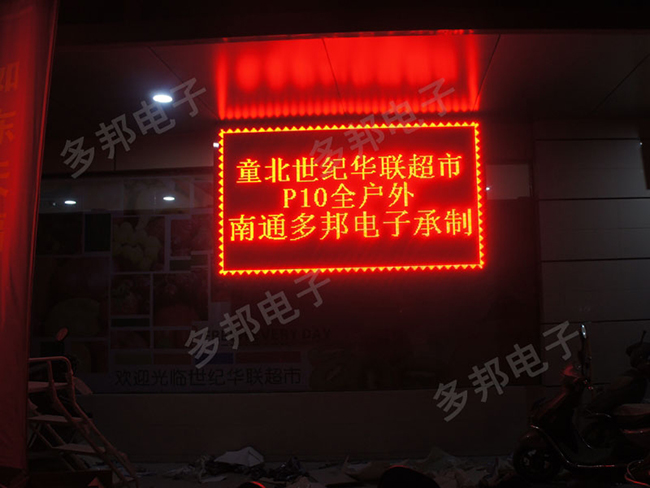 多邦电子
多邦电子
童北世纪华联超市
P10全户外
南通多邦电子承制
多邦电子
EVERY DAY
欢迎光临世纪华联超市
多邦电子